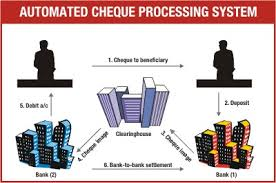 AUTOMATED CHEQUE PROCESSING SYSTEM
1. Cheque to beneficiary
5. Debit a/c
2. Deposit
Clearinghouse
4. Cheque image
3. Cheque image
6. Bank-to-bank settlement
Bank (2)
Bank (1)